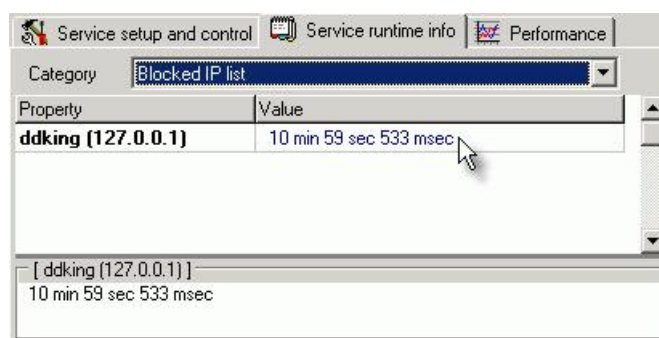 Service setup and control Service runtime info Performance
Category Blocked IP list
Property Value
ddking (127.0.0.1) 10 min 59 sec 533 msec
[ ddking (127.0.0.1) ]
10 min 59 sec 533 msec